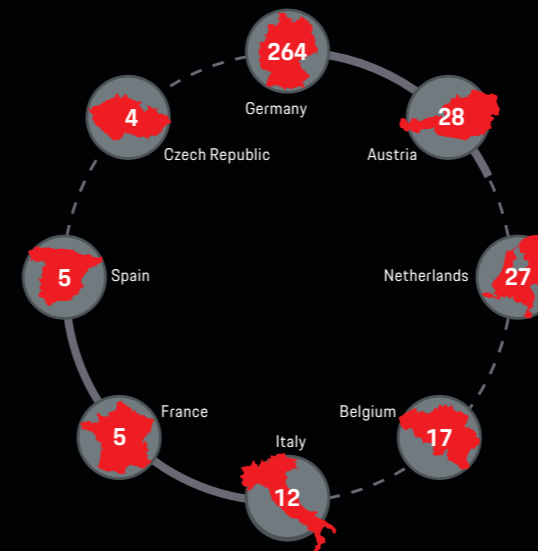 264
Germany
28
Austria
27
Netherlands
17
Belgium
12
Italy
5
France
5
Spain
4
Czech Republic